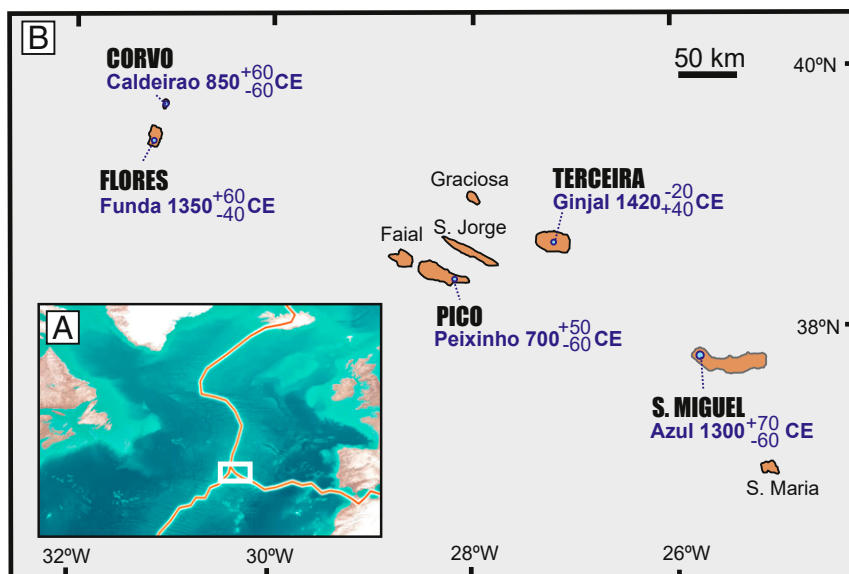 B
CORVO
Caldeirao 850 +60 -60 CE
50 km
40ºN
FLORES
Funda 1350 +60 -40 CE
Graciosa
TERCEIRA
Ginjal 1420 -20 +40 CE
S. Jorge
Faial
PICO
Peixinho 700 +50 -60 CE
38ºN
A
S. MIGUEL
Azul 1300 +70 -60 CE
S. Maria
32ºW
30ºW
28ºW
26ºW